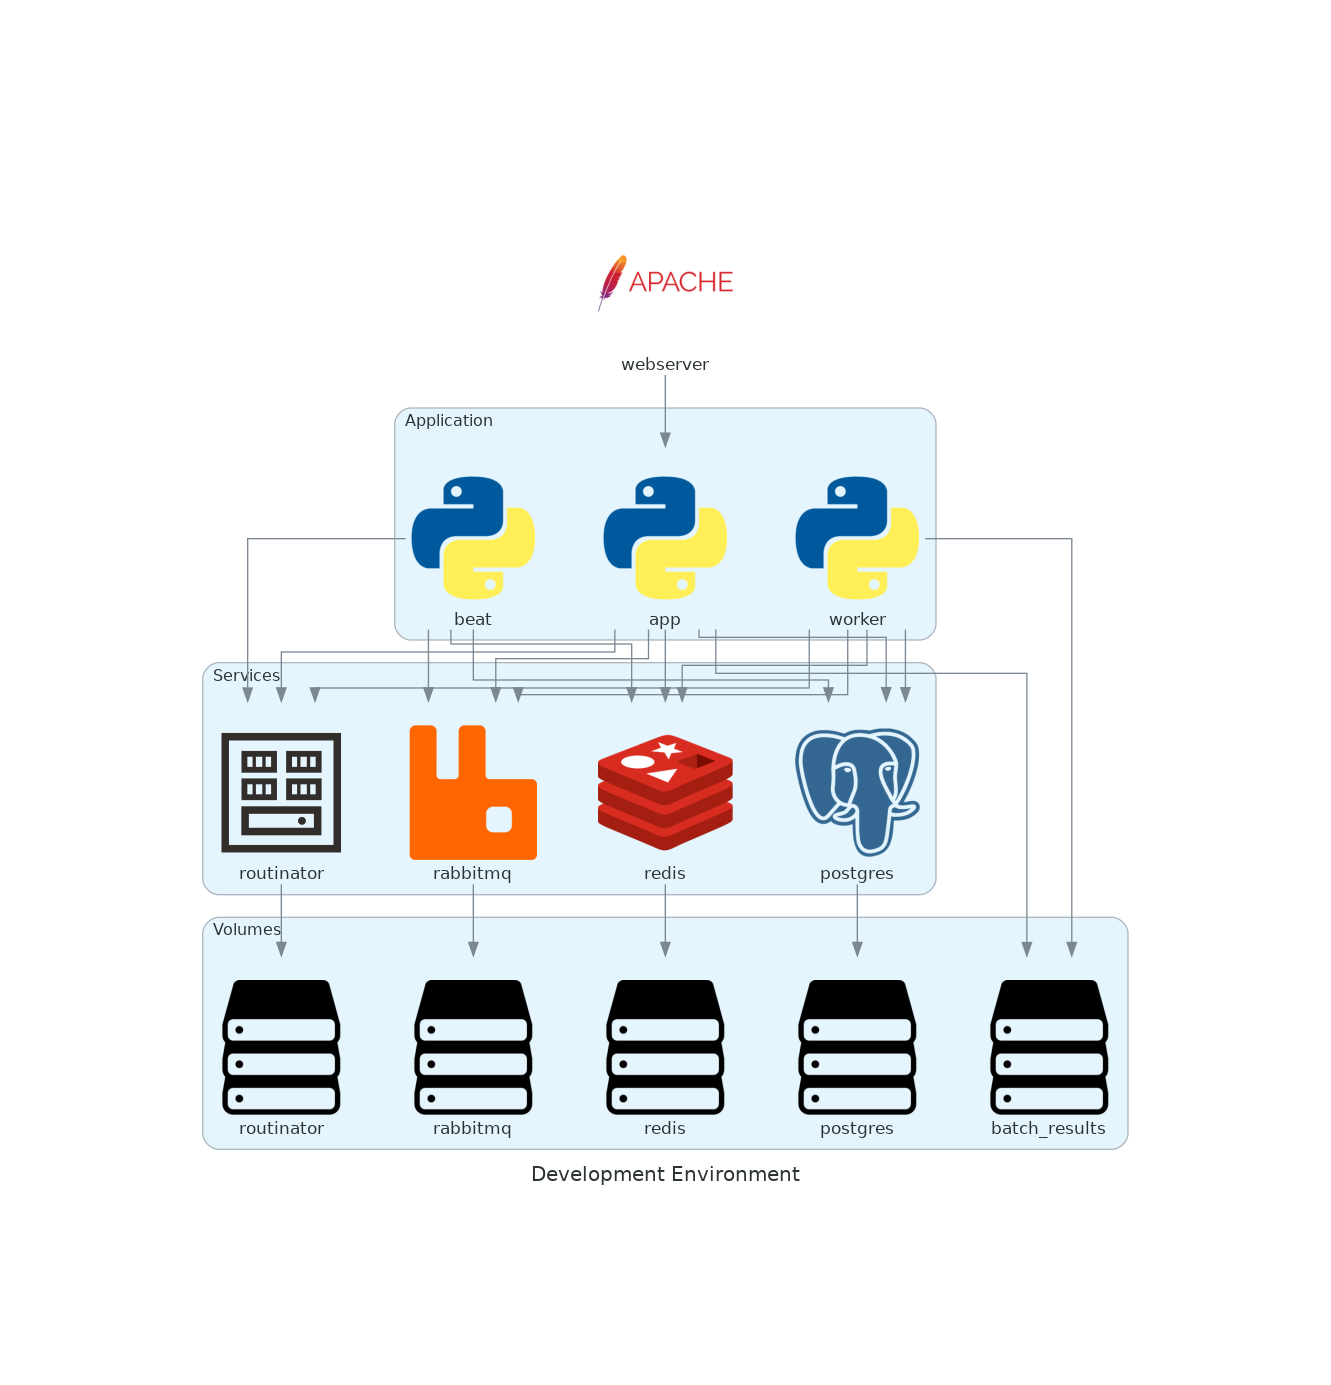 APACHE
webserver
Application
beat
app
worker
Services
routinator
rabbitmq
redis
postgres
Volumes
routinator
rabbitmq
redis
postgres
batch_results
Development Environment